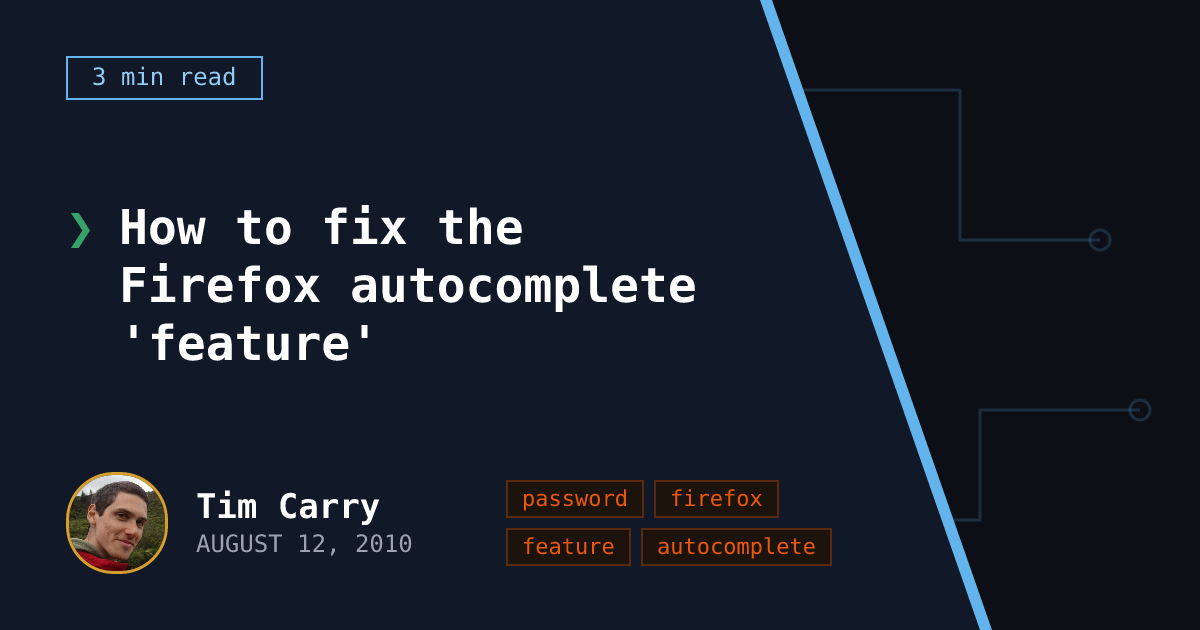 3 min read
❯ How to fix the
Firefox autocomplete
'feature'
Tim Carry
AUGUST 12, 2010
password firefox
feature autocomplete